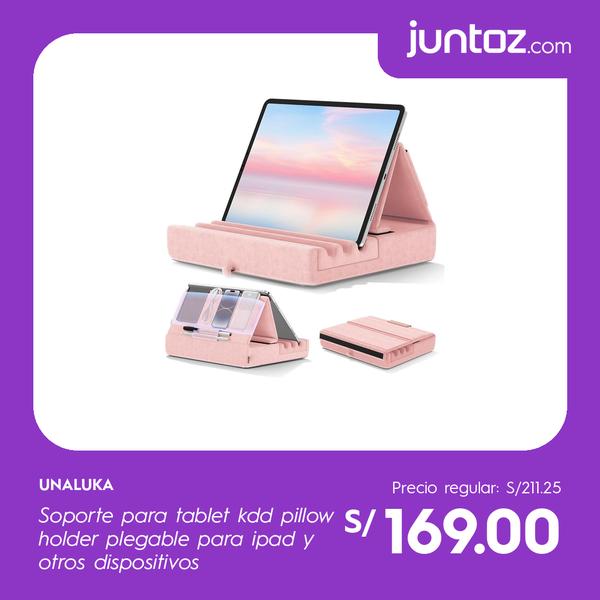 juntoz.com
UNALUKA
Soporte para tablet kdd pillow
holder plegable para ipad y
otros dispositivos
Precio regular: S/211.25
S/169.00